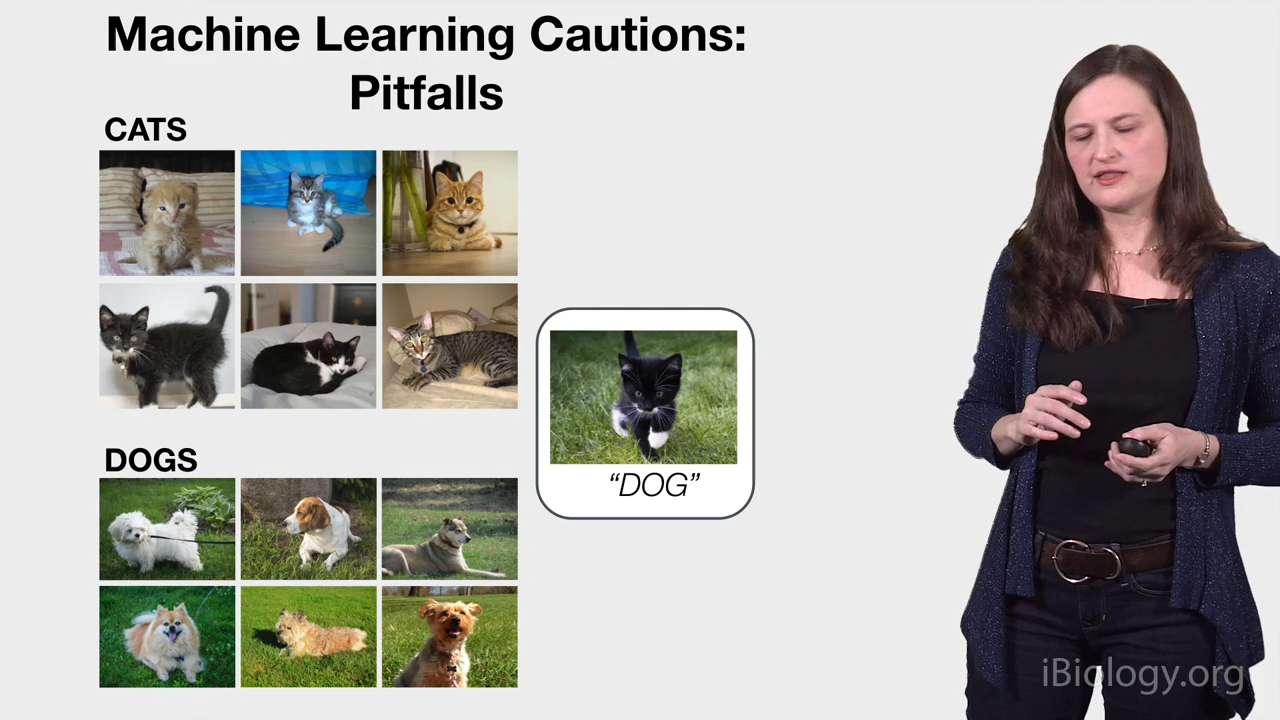 Machine Learning Cautions:
Pitfalls
CATS
DOGS
“DOG”
iBiology.org